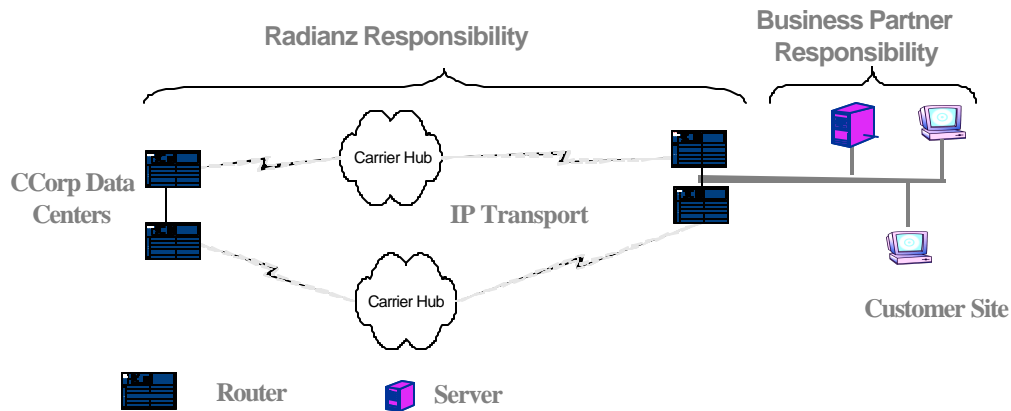 Radianz Responsibility
Business Partner
Responsibility
Carrier Hub
CCorp Data
Centers
IP Transport
Carrier Hub
Customer Site
Router
Server